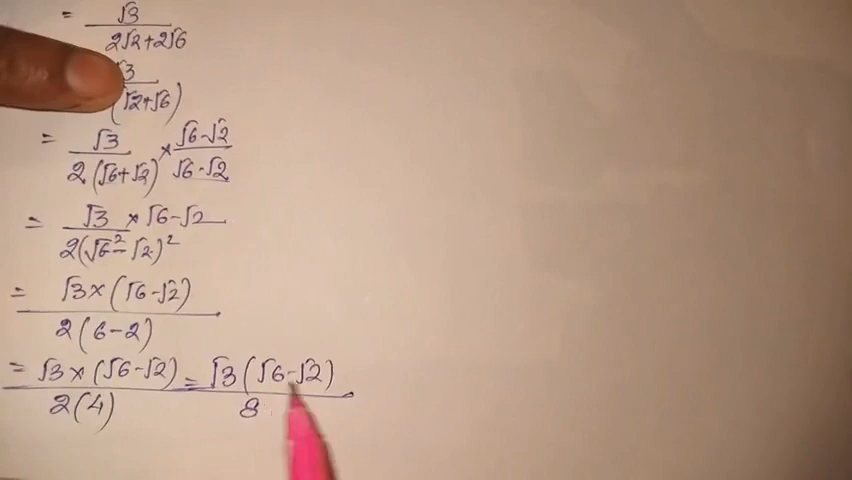 = √3 / 2√2+2√6
√3 / (√2+√6)
= √3 / 2(√6+√2) × √6-√2 / √6-√2
= √3 × √6-√2 / 2(√6²-√2)²
= √3×(√6-√2) / 2(6-2)
= √3×(√6-√2) / 2(4) = √3(√6-√2) / 8